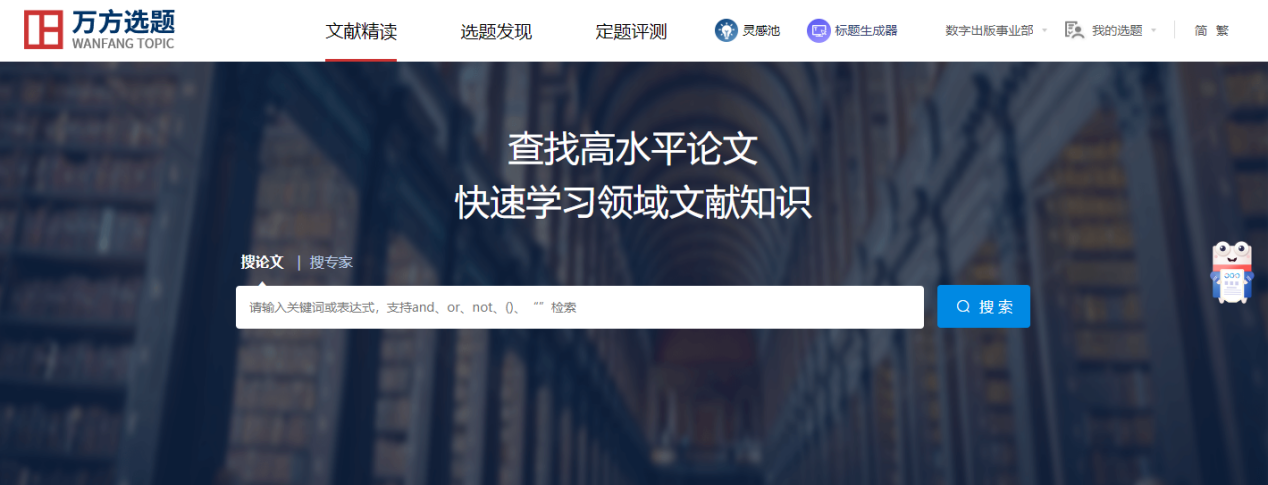 万方选题
WANFANG TOPIC
文献精读 选题发现 定题评测 灵感池 标题生成器 数字出版事业部 我的选题 简 繁
查找高水平论文
快速学习领域文献知识
搜论文 | 搜专家
请输入关键词或表达式，支持and、or、not、()、 “” 检索
搜 索